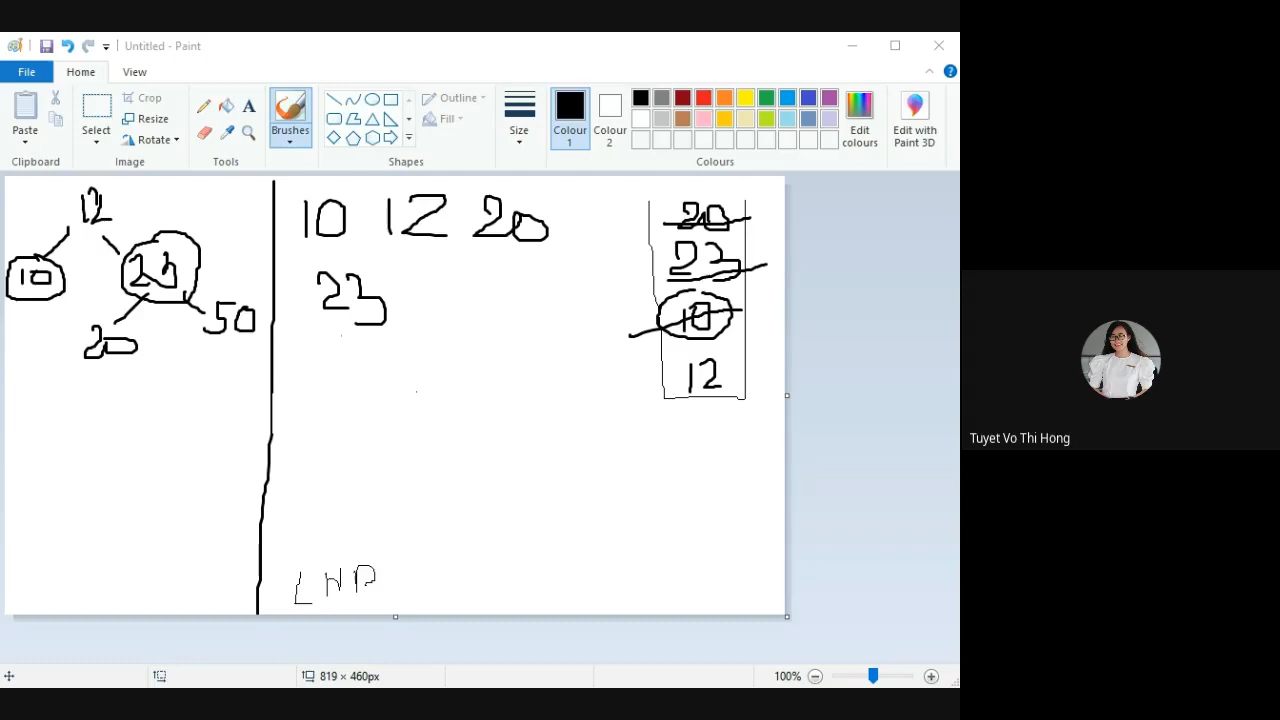 Untitled - Paint
File
Home
View
Paste
Select
Crop
Resize
Rotate
Brushes
Outline
Fill
Size
Colour
1
Colour
2
Edit
colours
Edit with
Paint 3D
Clipboard
Image
Tools
Shapes
Colours
12
10
23
20
50
10 12 20
23
20
23
10
12
LNR
Tuyet Vo Thi Hong
819 × 460px
100%